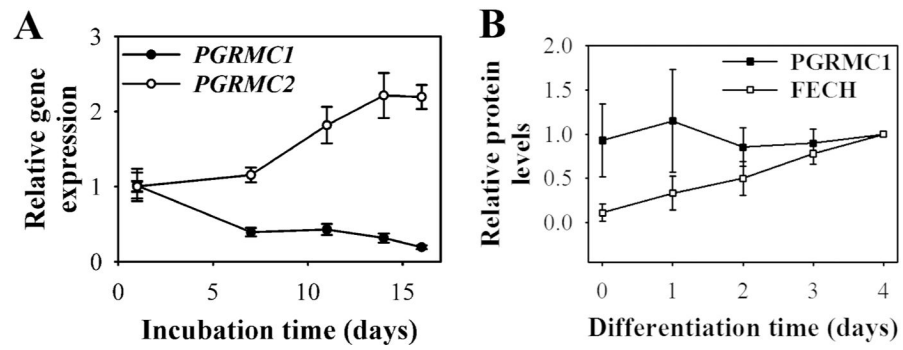 A
3
2
1
0
Relative gene
expression
PGRMC1
PGRMC2
0 5 10 15
Incubation time (days)
B
2.0
1.5
1.0
0.5
0.0
Relative protein
levels
PGRMC1
FECH
0 1 2 3 4
Differentiation time (days)